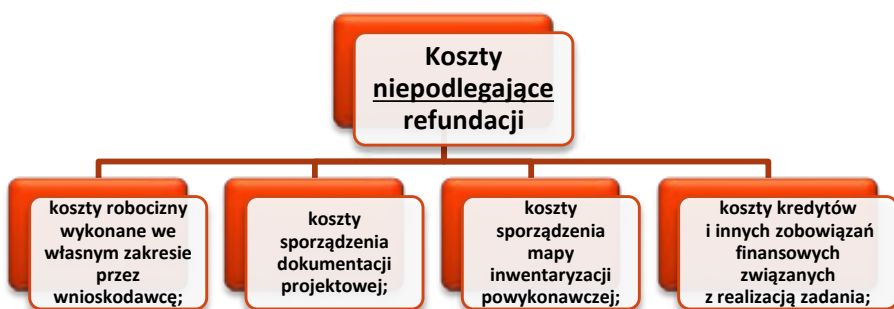 Koszty
niepodlegające
refundacji
koszty robocizny
wykonane we
własnym zakresie
przez
wnioskodawcę;
koszty
sporządzenia
dokumentacji
projektowej;
koszty
sporządzenia
mapy
inwentaryzacji
powykonawczej;
koszty kredytów
i innych zobowiązań
finansowych
związanych
z realizacją zadania;